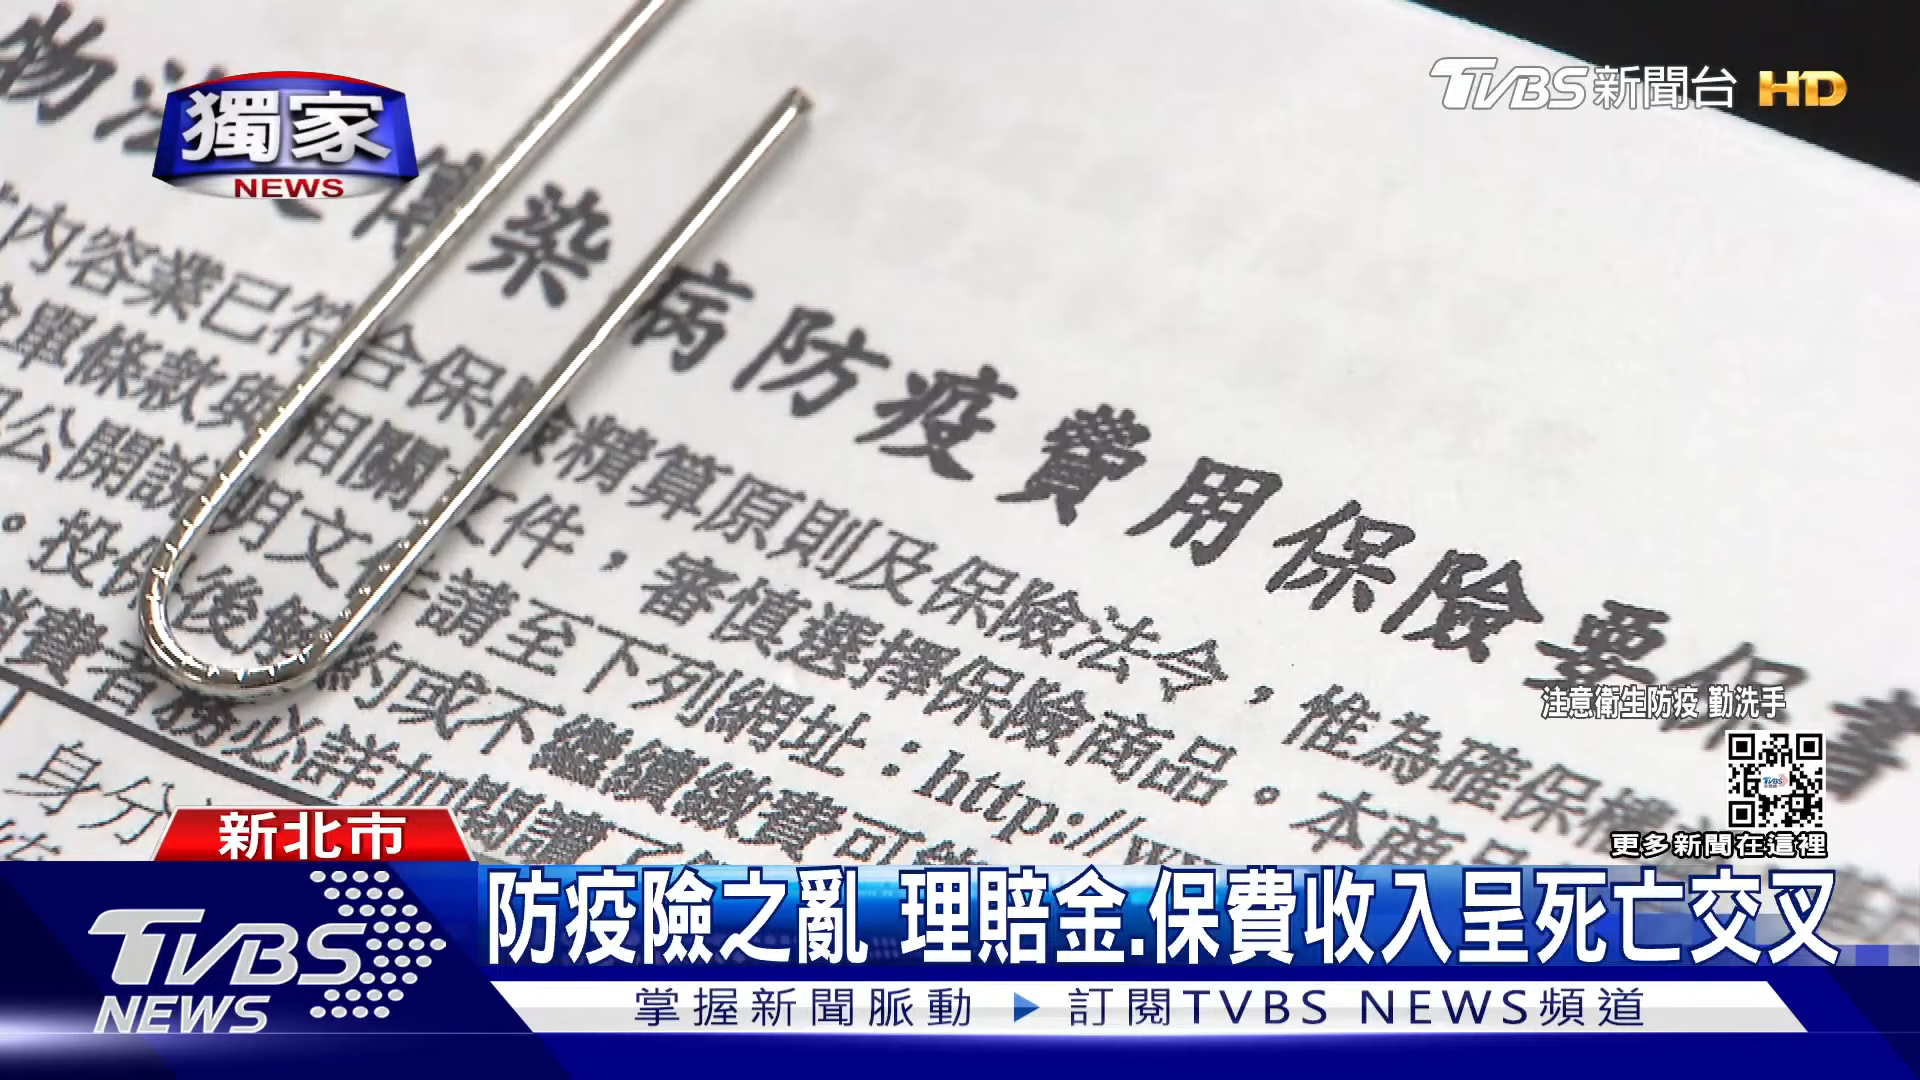 獨家
NEWS
TVBS新聞台 HD
傳染病防疫費用保險要保書
內容業已符合保險精算原則及保險法令，惟為確保權
單條款與相關文件，審慎選擇保險商品。本商品
公開說明文件請至下列網址：http://w
。投保後解約或不繼續繳費可能
消費者務必詳加閱讀了
身分
注意衛生防疫 勤洗手
更多新聞在這裡
新北市
防疫險之亂 理賠金.保費收入呈死亡交叉
TVBS NEWS
掌握新聞脈動 ▶ 訂閱TVBS NEWS頻道